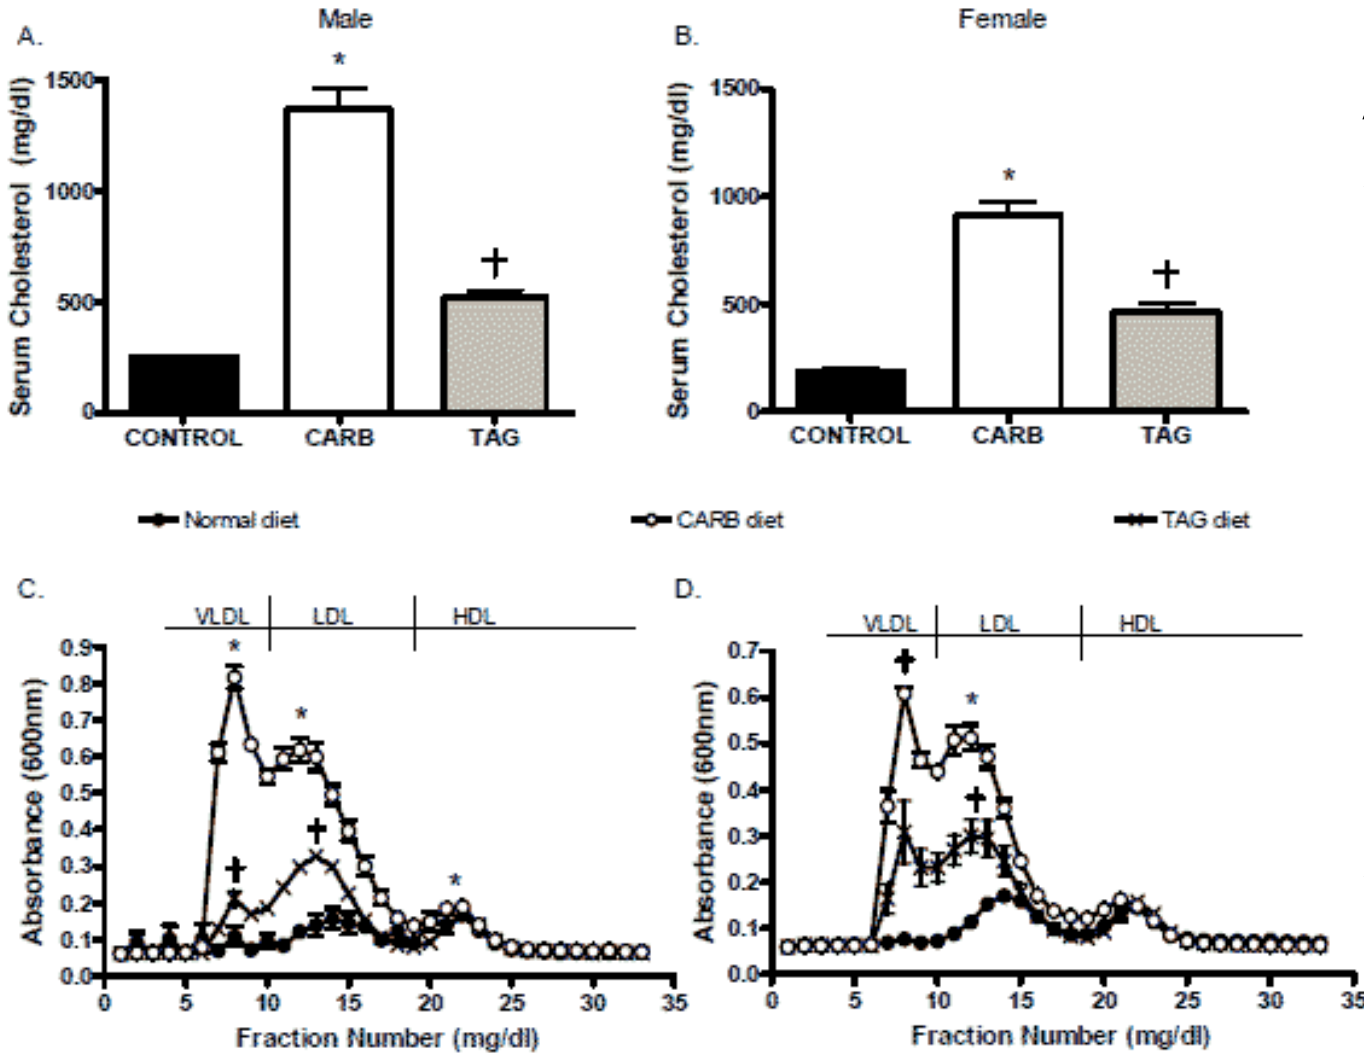 Male
Female
A.
B.
*
*
Serum Cholesterol (mg/dl)
1500
1000
500
0
+
CONTROL CARB TAG
Serum Cholesterol (mg/dl)
1500
1000
500
0
+
CONTROL CARB TAG
Normal diet CARB diet TAG diet
C.
VLDL LDL HDL
*
*
+
+
*
Absorbance (600nm)
0.9
0.8
0.7
0.6
0.5
0.4
0.3
0.2
0.1
0.0
0 5 10 15 20 25 30 35
Fraction Number (mg/dl)
D.
VLDL LDL HDL
+
*
+
Absorbance (600nm)
0.7
0.6
0.5
0.4
0.3
0.2
0.1
0.0
0 5 10 15 20 25 30 35
Fraction Number (mg/dl)